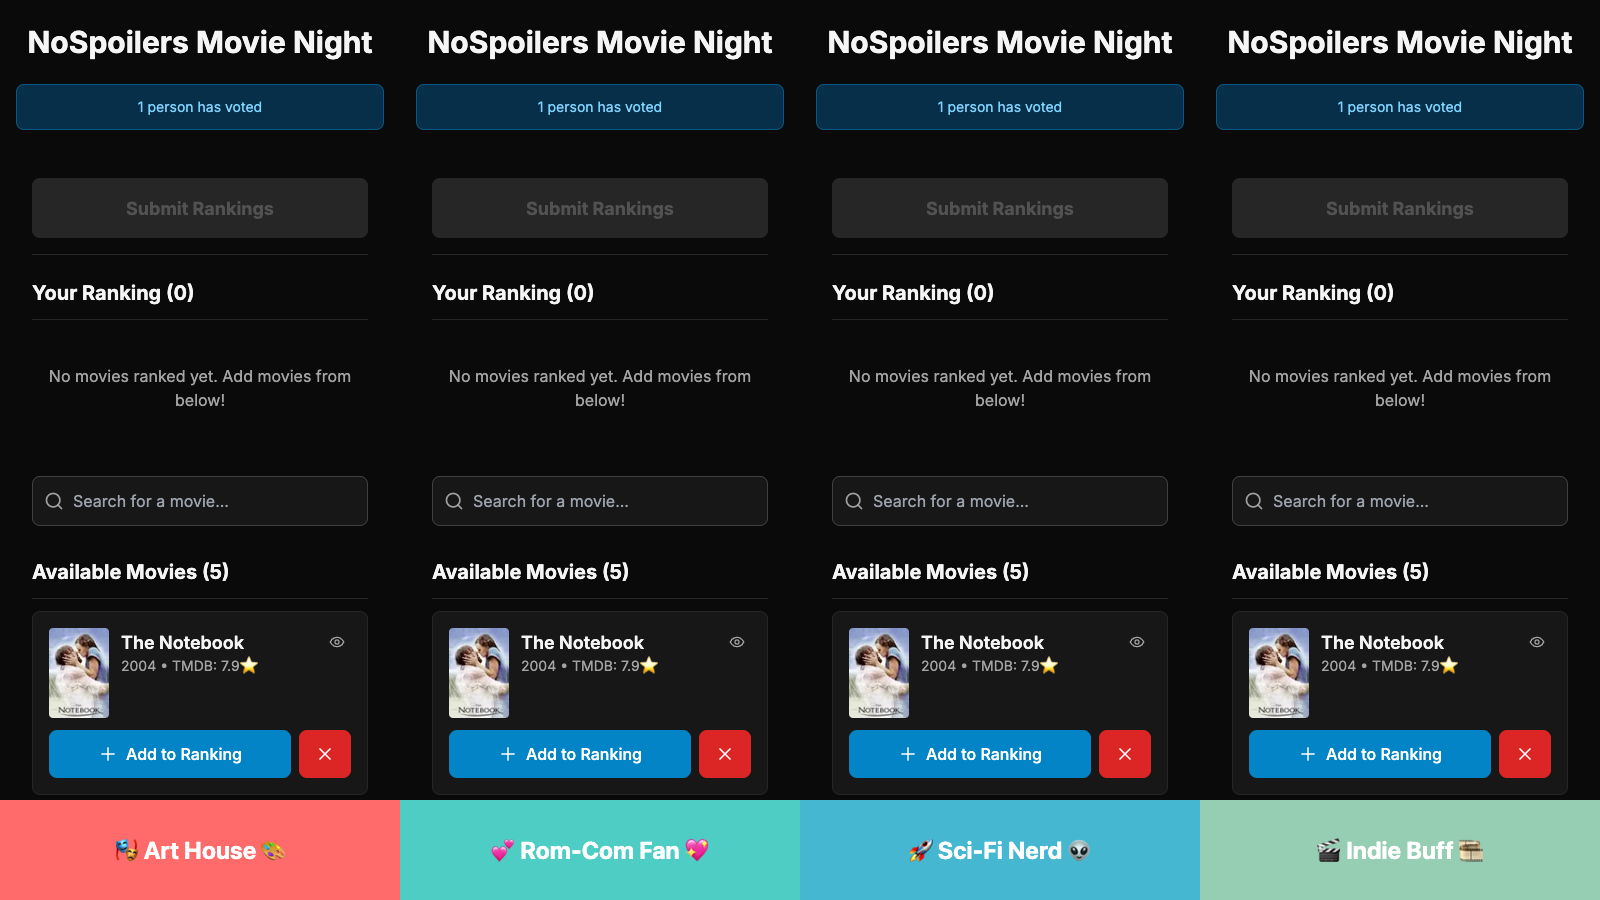 NoSpoilers Movie Night
1 person has voted
Submit Rankings
Your Ranking (0)
No movies ranked yet. Add movies from
below!
Search for a movie...
Available Movies (5)
The Notebook
2004 • TMDB: 7.9⭐
NOTEBOOK
+ Add to Ranking
🎭 Art House 🎨
NoSpoilers Movie Night
1 person has voted
Submit Rankings
Your Ranking (0)
No movies ranked yet. Add movies from
below!
Search for a movie...
Available Movies (5)
The Notebook
2004 • TMDB: 7.9⭐
NOTEBOOK
+ Add to Ranking
💕 Rom-Com Fan 💖
NoSpoilers Movie Night
1 person has voted
Submit Rankings
Your Ranking (0)
No movies ranked yet. Add movies from
below!
Search for a movie...
Available Movies (5)
The Notebook
2004 • TMDB: 7.9⭐
NOTEBOOK
+ Add to Ranking
🚀 Sci-Fi Nerd 👽
NoSpoilers Movie Night
1 person has voted
Submit Rankings
Your Ranking (0)
No movies ranked yet. Add movies from
below!
Search for a movie...
Available Movies (5)
The Notebook
2004 • TMDB: 7.9⭐
NOTEBOOK
+ Add to Ranking
🎬 Indie Buff 🎞️